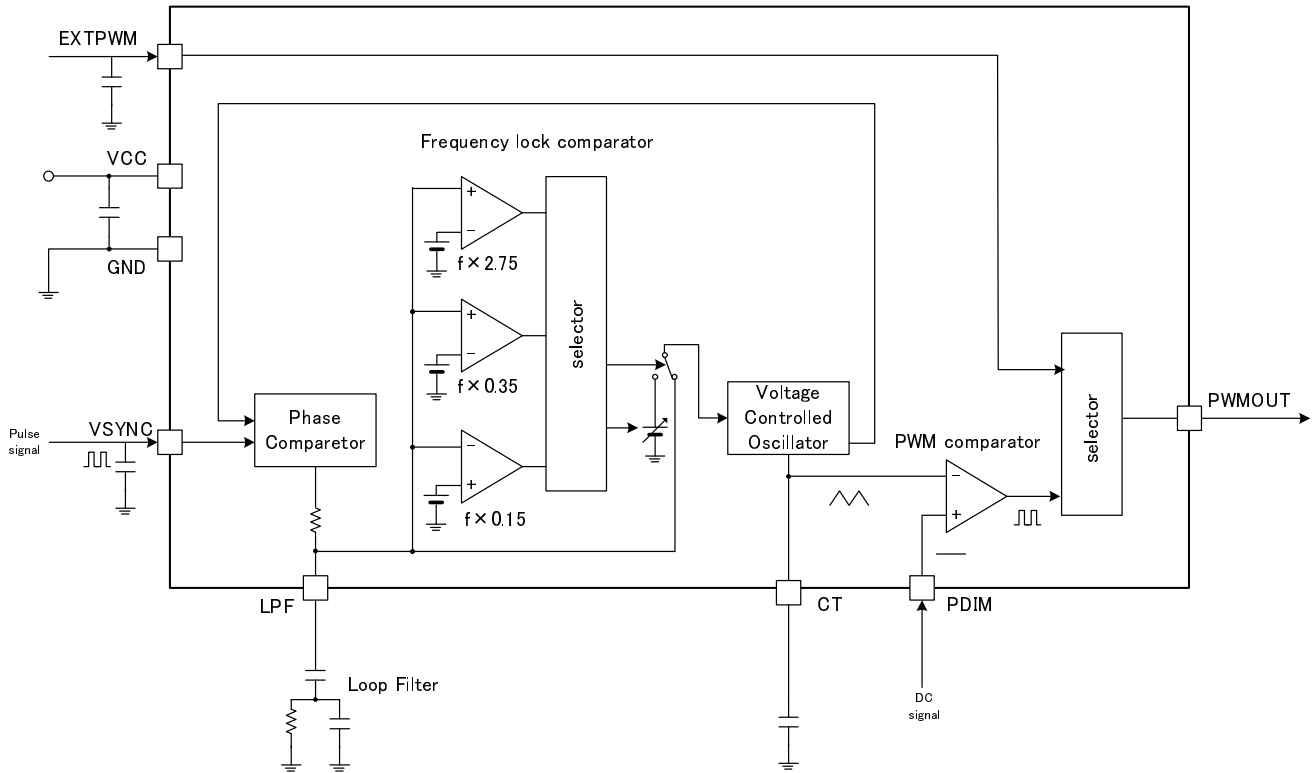 EXTPWM
VCC
GND
Frequency lock comparator
f×2.75
f×0.35
f×0.15
selector
Pulse
signal
VSYNC
Phase
Comparetor
Voltage
Controlled
Oscillator
PWM comparator
selector
PWMOUT
LPF
CT
PDIM
Loop Filter
DC
signal